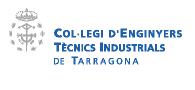 COL·LEGI D'ENGINYERS
TÈCNICS INDUSTRIALS
DE TARRAGONA